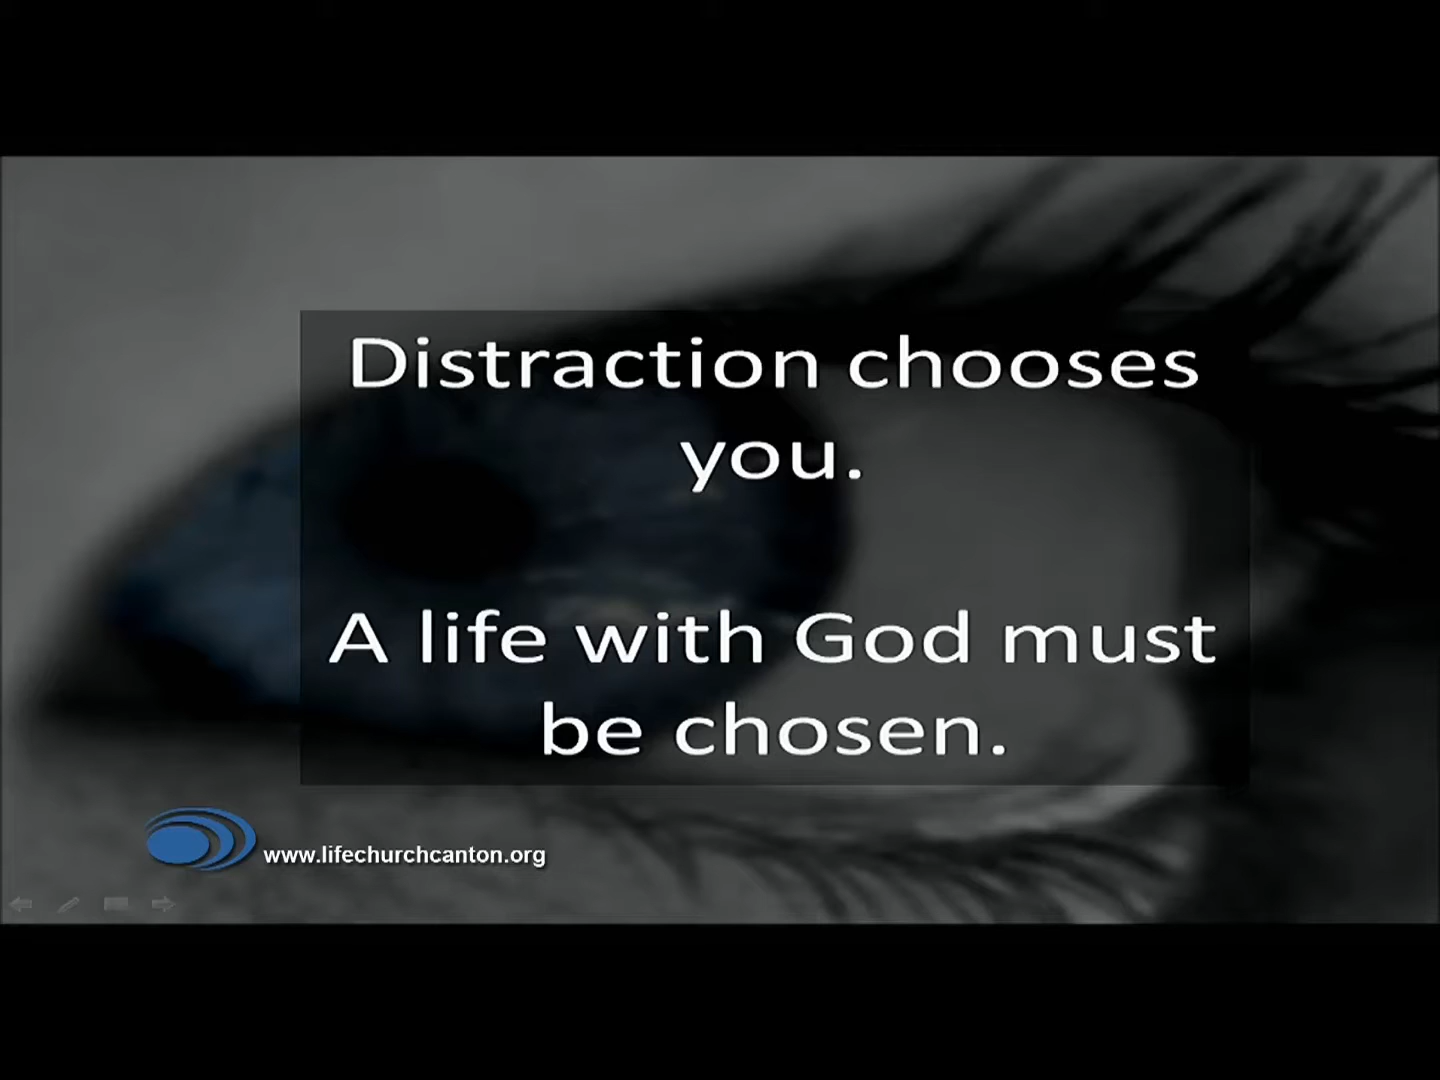 Distraction chooses
you.
A life with God must
be chosen.
www.lifechurchcanton.org